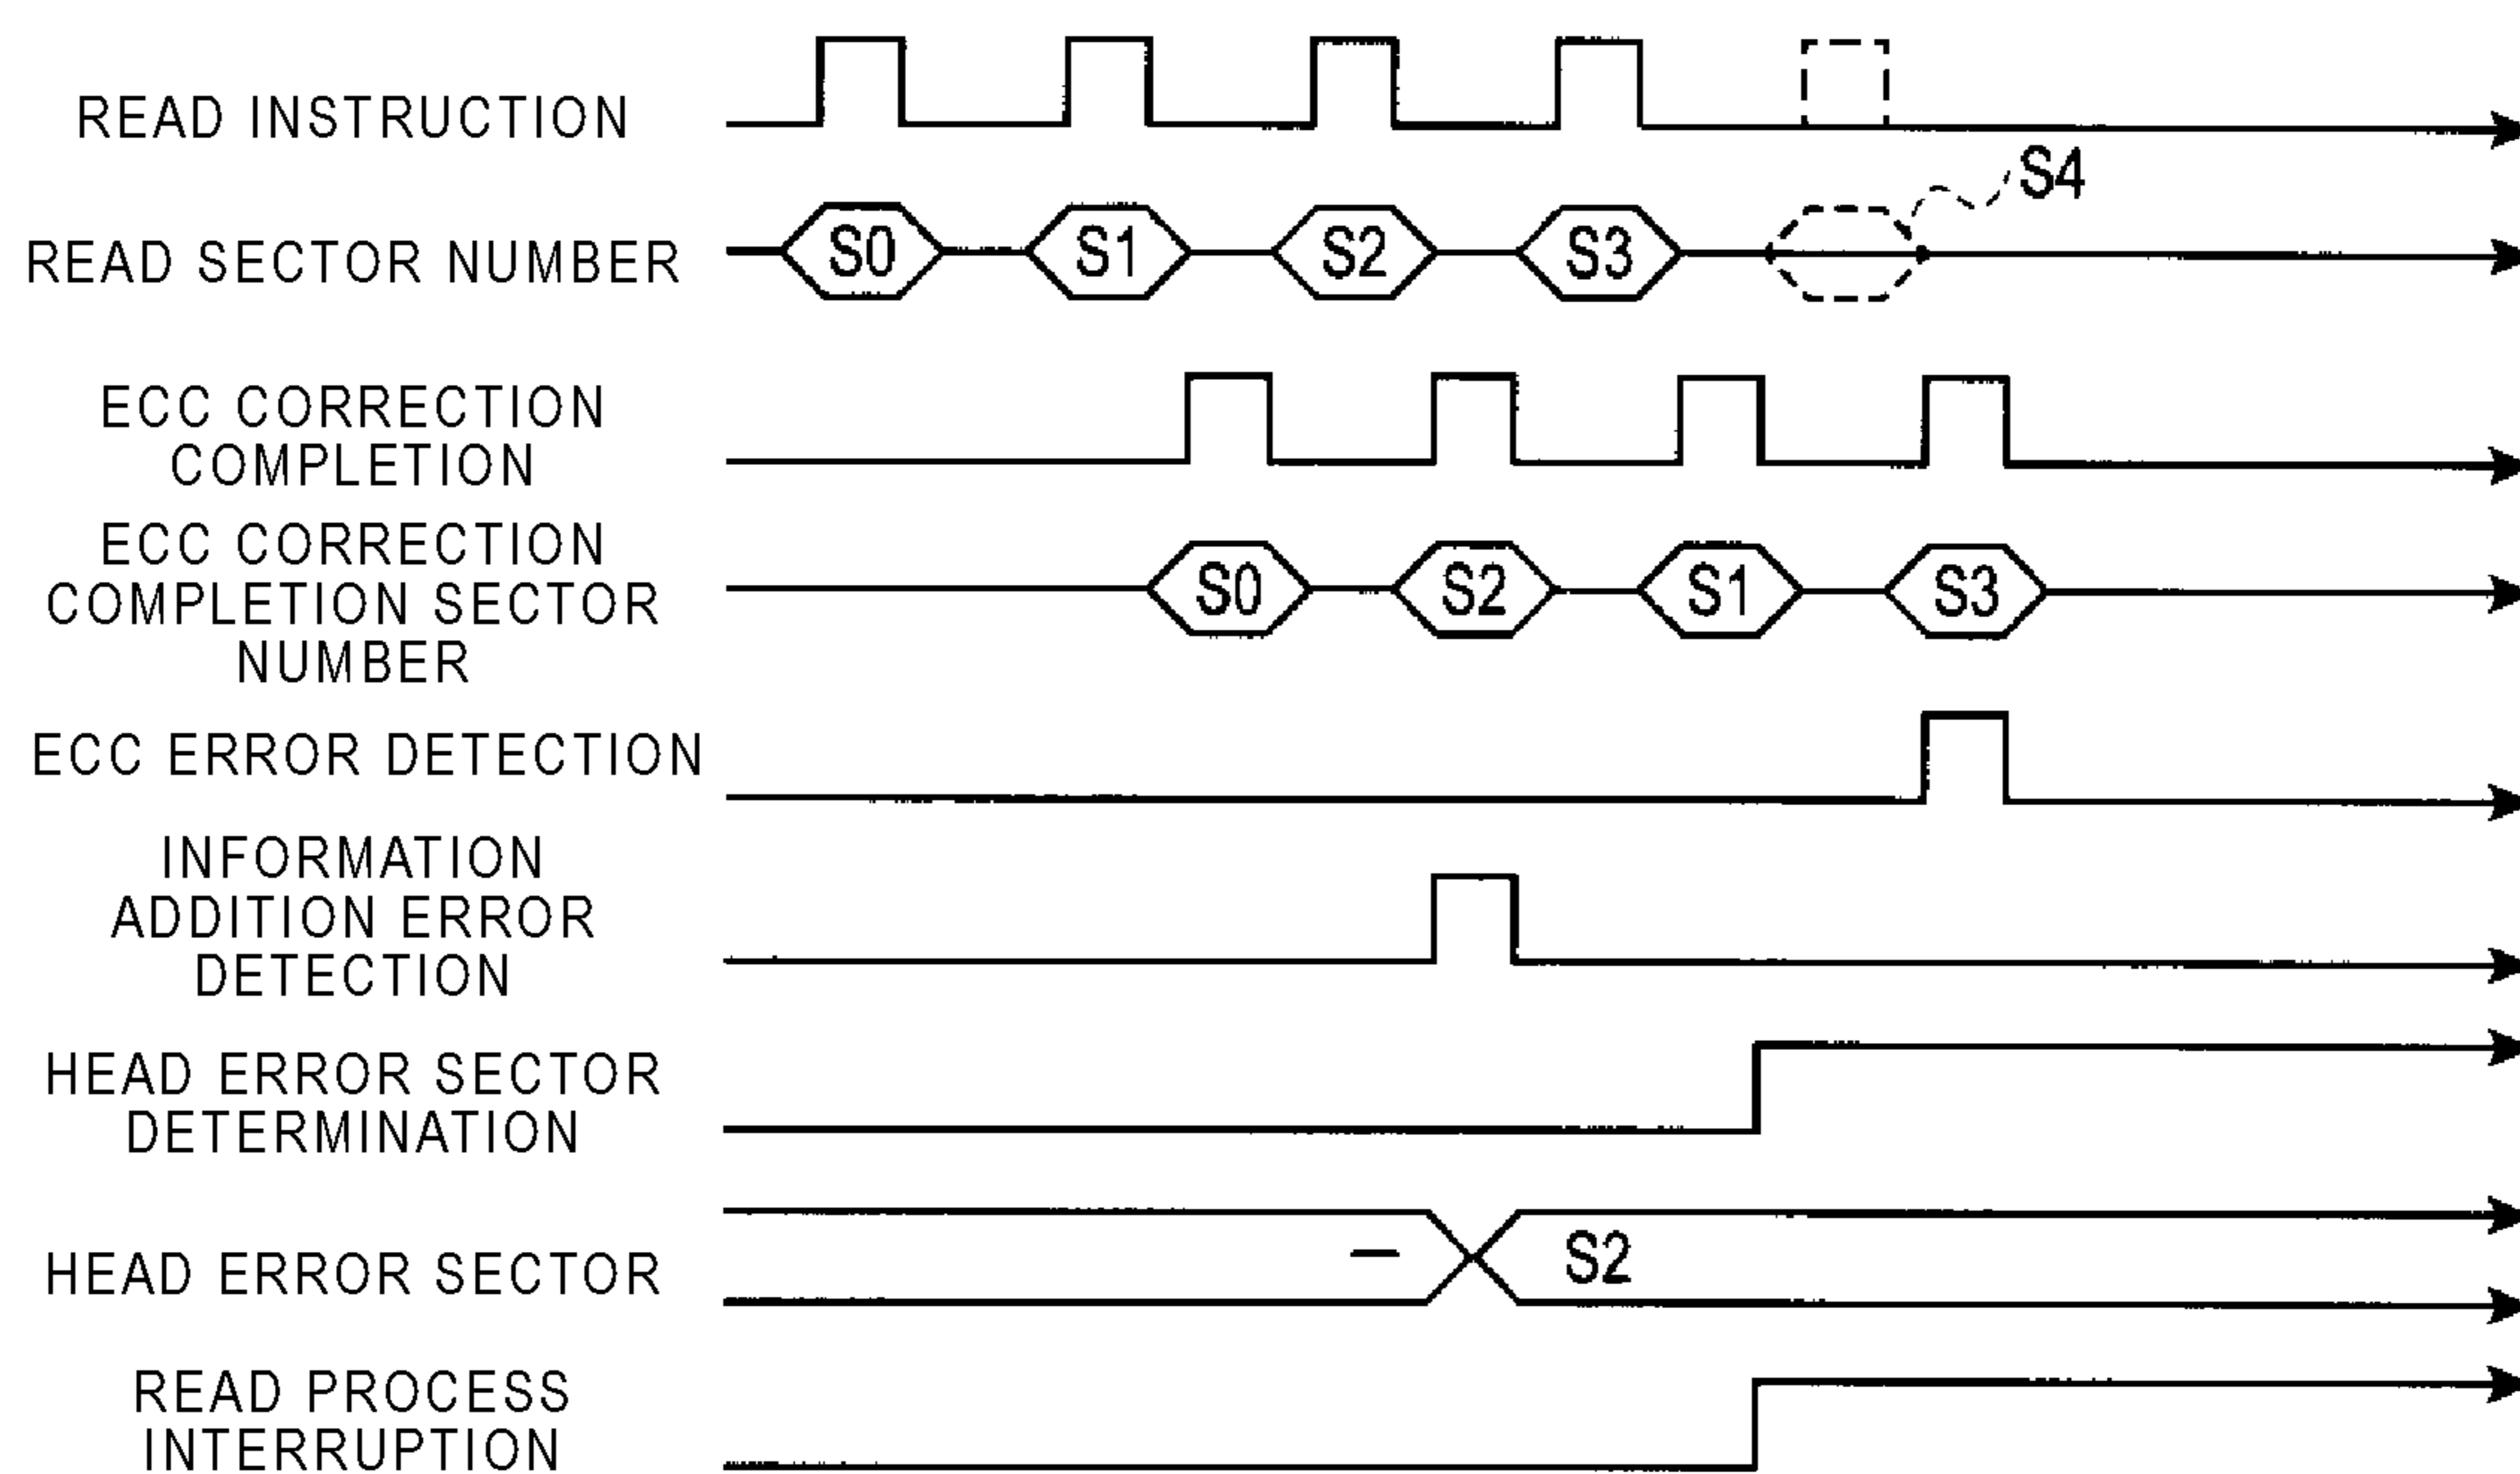 READ INSTRUCTION
S4
READ SECTOR NUMBER
S0 S1 S2 S3
ECC CORRECTION
COMPLETION
ECC CORRECTION
COMPLETION SECTOR
NUMBER
S0 S2 S1 S3
ECC ERROR DETECTION
INFORMATION
ADDITION ERROR
DETECTION
HEAD ERROR SECTOR
DETERMINATION
HEAD ERROR SECTOR
— S2
READ PROCESS
INTERRUPTION